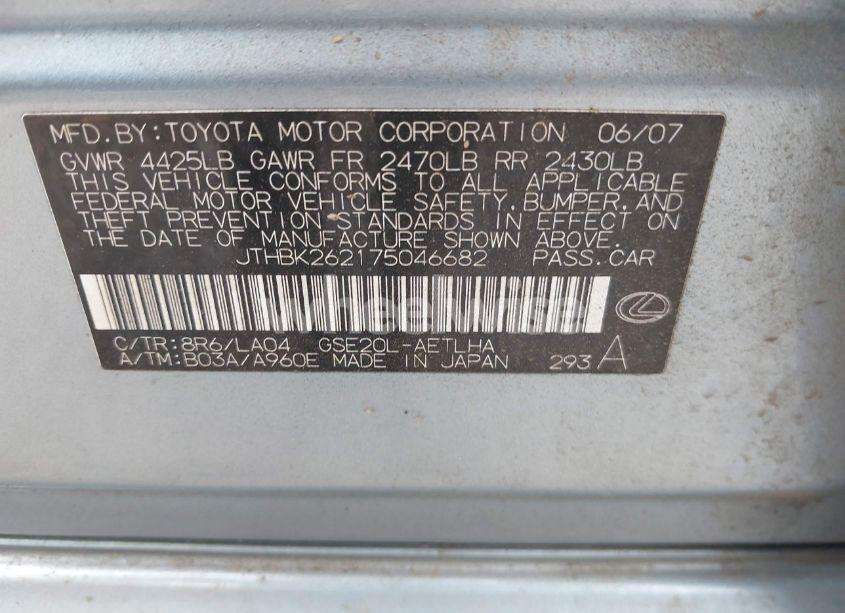 MFD.BY:TOYOTA MOTOR CORPORATION 06/07
GVWR 4425LB GAWR FR 2470LB RR 2430LB
THIS VEHICLE CONFORMS TO ALL APPLICABLE
FEDERAL MOTOR VEHICLE SAFETY,BUMPER,AND
THEFT PREVENTION STANDARDS IN EFFECT ON
THE DATE OF MANUFACTURE SHOWN ABOVE.
JTHBK262175046682 PASS.CAR
wheelwise
C/TR:8R6/LA04 GSE20L-AETLHA
A/TM:B03A/A960E MADE IN JAPAN 293 A